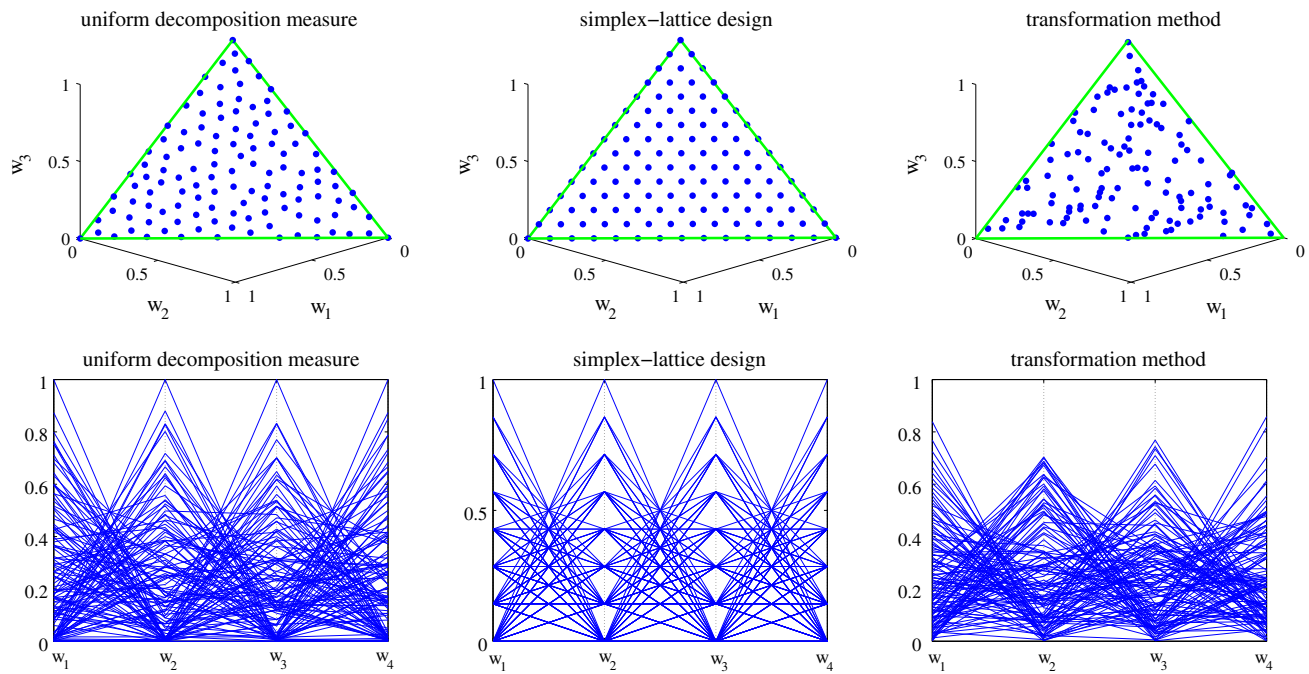 uniform decomposition measure
simplex−lattice design
transformation method
1
0.5
0
w3
0
0.5
1
w2
1
0.5
0
w1
1
0.5
0
w3
0
0.5
1
w2
1
0.5
0
w1
1
0.5
0
w3
0
0.5
1
w2
1
0.5
0
w1
uniform decomposition measure
simplex−lattice design
transformation method
1
0.8
0.6
0.4
0.2
0
w1 w2 w3 w4
1
0.5
0
w1 w2 w3 w4
1
0.8
0.6
0.4
0.2
0
w1 w2 w3 w4